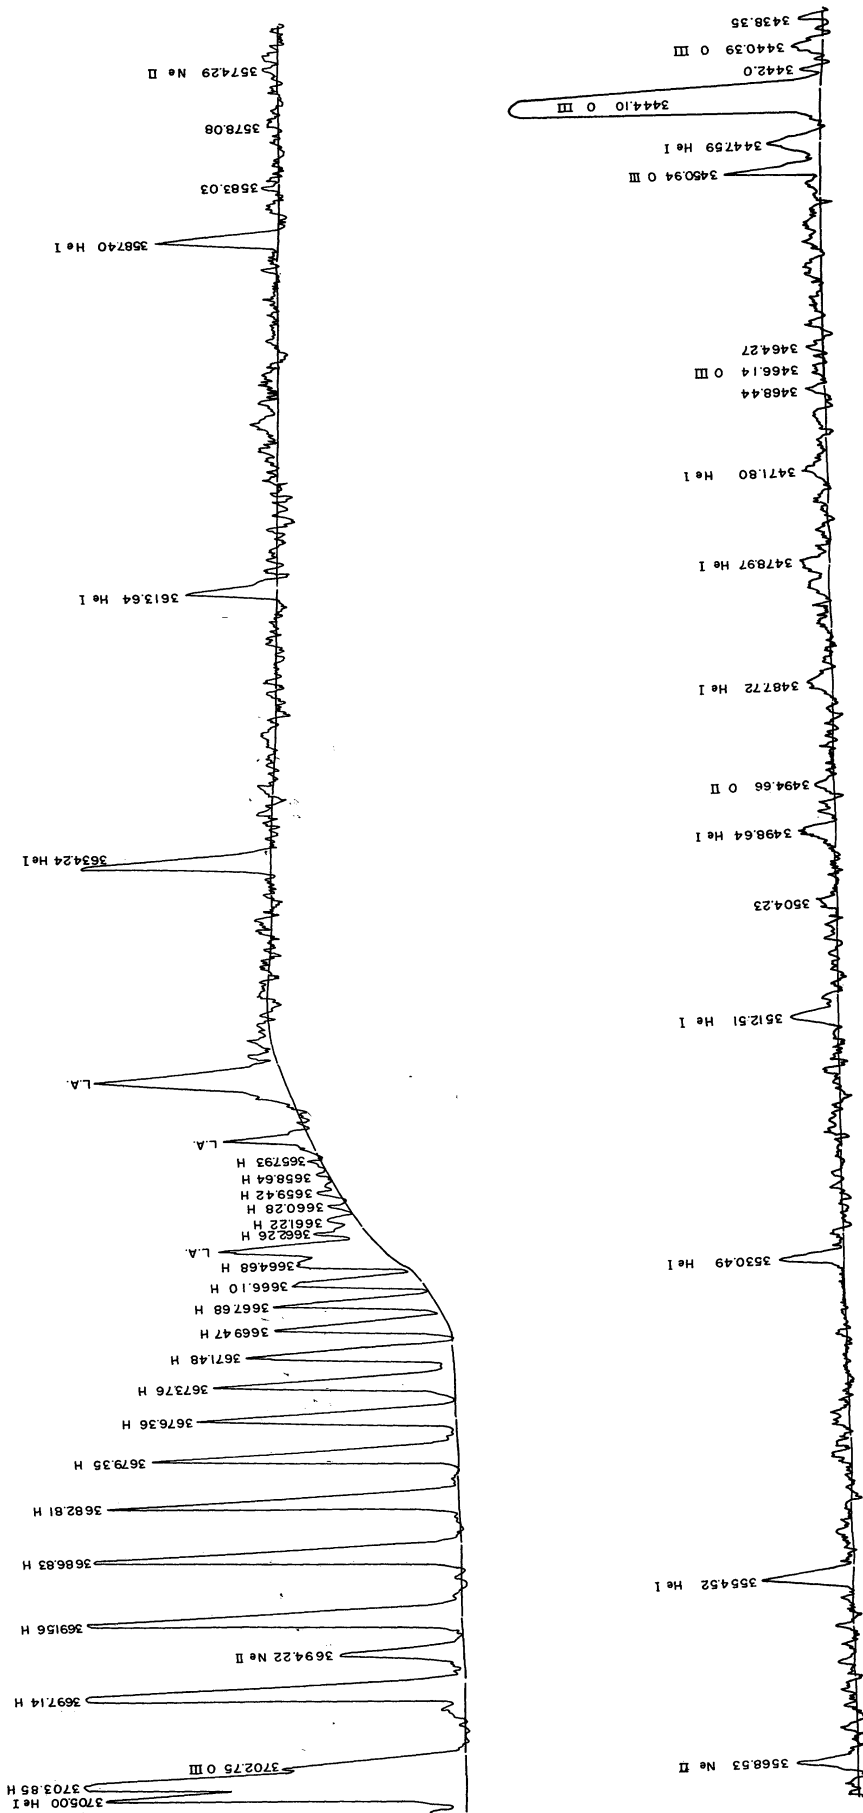 3568.53 Ne II
3554.52 He I
3530.49 He I
3512.51 He I
3504.23
3498.64 He I
3494.66 O II
3487.72 He I
3478.97 He I
3471.80 He I
3468.44
3466.14 O III
3464.27
3450.94 O III
3447.59 He I
3444.10 O III
3442.0
3440.39 O III
3438.35
3705.00 He I
3703.85 H
3702.75 O III
3697.14 H
3694.22 Ne II
3691.56 H
3686.83 H
3682.81 H
3679.35 H
3676.36 H
3673.76 H
3671.48 H
3669.47 H
3667.68 H
3666.10 H
3664.68 H
L.A.
3662.26 H
3661.22 H
3660.28 H
3659.42 H
3658.64 H
3657.93 H
L.A.
L.A.
3634.24 He I
3613.64 He I
3587.40 He I
3583.03
3578.08
3574.29 Ne II